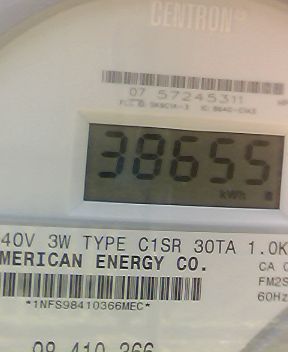 CENTRON®
07 57245311
38655
kWh
40V 3W TYPE C1SR 30TA 1.0K
MERICAN ENERGY CO.
CA 0
FM2S
60Hz
*1NFS98410366MEC*
98 410 366